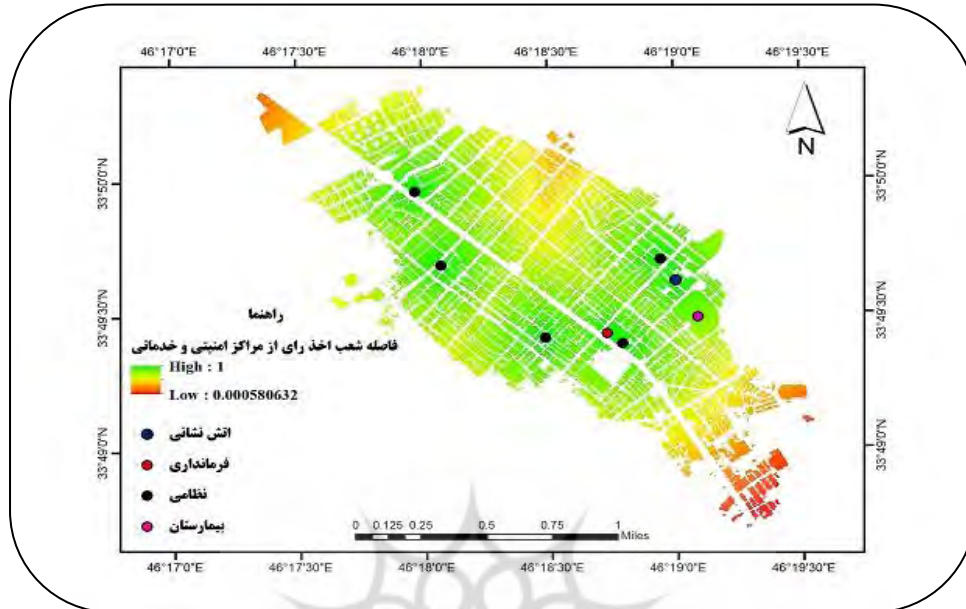 46°17'0"E 46°17'30"E 46°18'0"E 46°18'30"E 46°19'0"E 46°19'30"E
N
33°50'0"N 33°50'0"N
33°49'30"N 33°49'30"N
33°49'0"N 33°49'0"N
راهنما
فاصله شعب اخذ رای از مراکز امنیتی و خدماتی
High : 1
Low : 0.000580632
اتش نشانی
فرمانداری
نظامی
بیمارستان
0 0.125 0.25 0.5 0.75 1
Miles
46°17'0"E 46°17'30"E 46°18'0"E 46°18'30"E 46°19'0"E 46°19'30"E